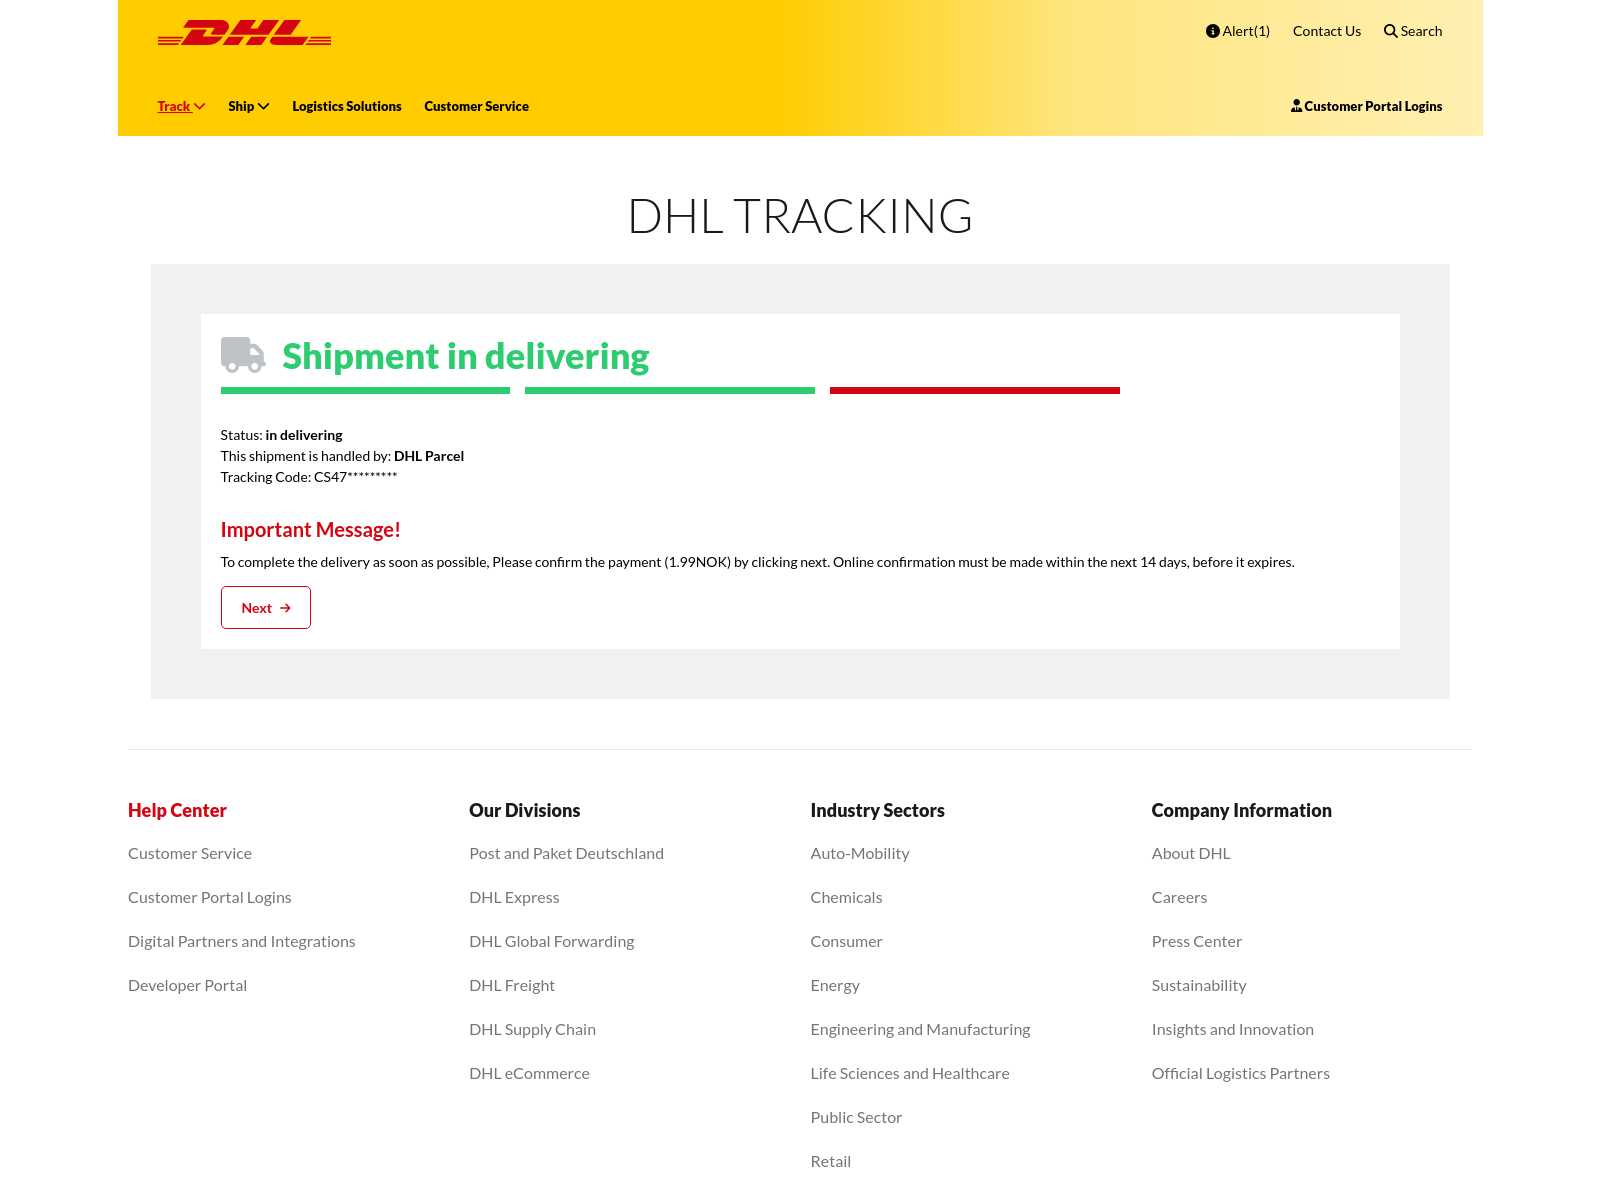 DHL
Alert(1) Contact Us Search
Track Ship Logistics Solutions Customer Service Customer Portal Logins
DHL TRACKING
Shipment in delivering
Status: in delivering
This shipment is handled by: DHL Parcel
Tracking Code: CS47*********
Important Message!
To complete the delivery as soon as possible, Please confirm the payment (1.99NOK) by clicking next. Online confirmation must be made within the next 14 days, before it expires.
Next
Help Center
Customer Service
Customer Portal Logins
Digital Partners and Integrations
Developer Portal
Our Divisions
Post and Paket Deutschland
DHL Express
DHL Global Forwarding
DHL Freight
DHL Supply Chain
DHL eCommerce
Industry Sectors
Auto-Mobility
Chemicals
Consumer
Energy
Engineering and Manufacturing
Life Sciences and Healthcare
Public Sector
Retail
Company Information
About DHL
Careers
Press Center
Sustainability
Insights and Innovation
Official Logistics Partners